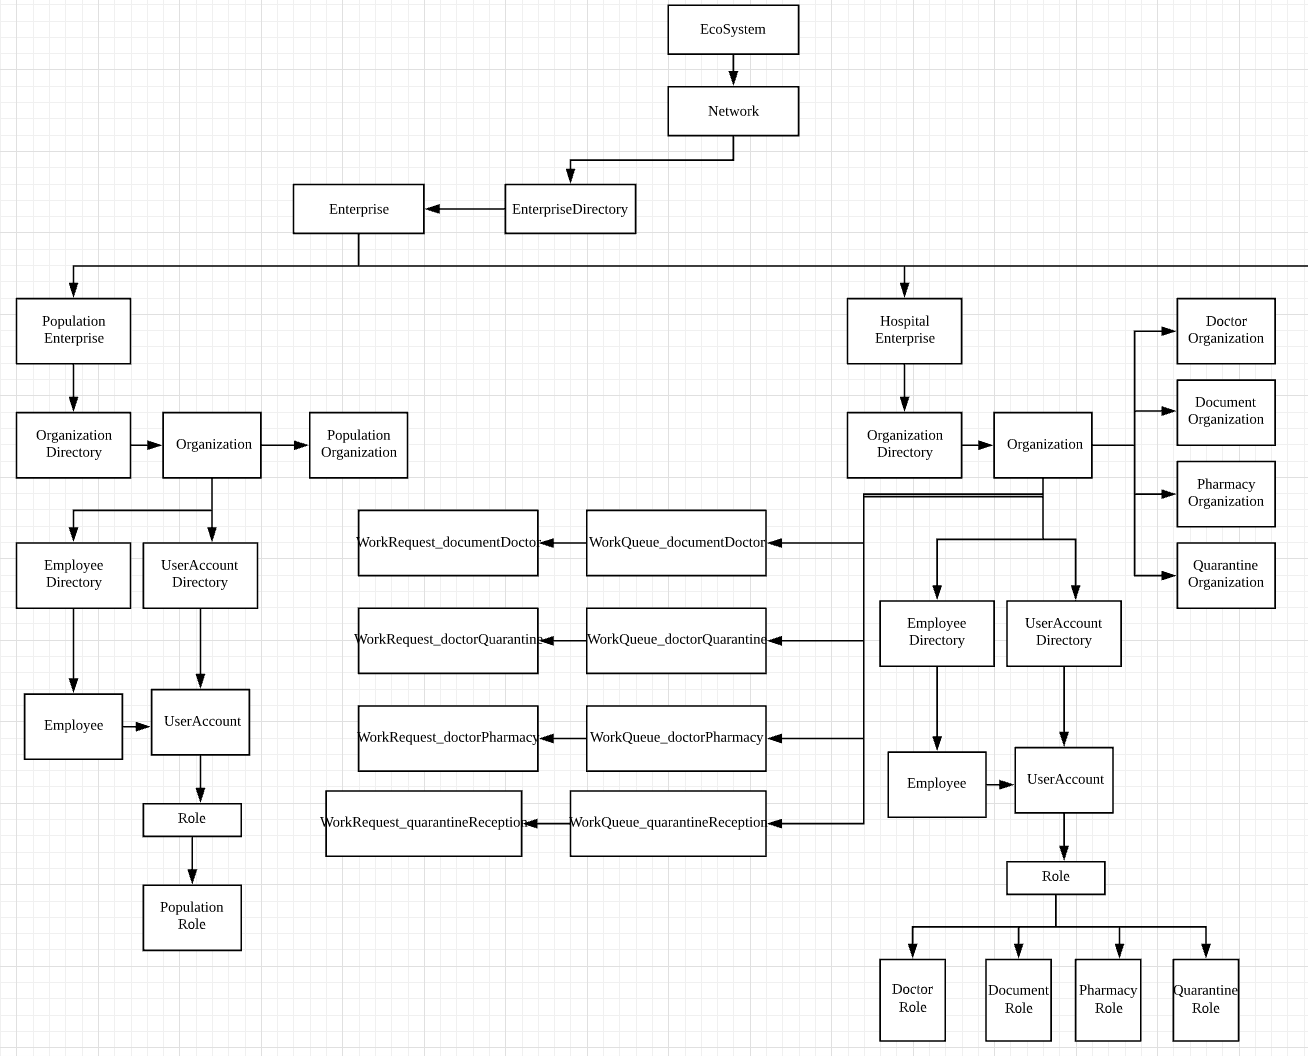 EcoSystem
Network
Enterprise
EnterpriseDirectory
Population
Enterprise
Hospital
Enterprise
Doctor
Organization
Document
Organization
Organization
Directory
Organization
Population
Organization
Organization
Directory
Organization
Pharmacy
Organization
WorkRequest_documentDoctor
WorkQueue_documentDoctor
Employee
Directory
UserAccount
Directory
Quarantine
Organization
WorkRequest_doctorQuarantine
WorkQueue_doctorQuarantine
Employee
Directory
UserAccount
Directory
Employee
UserAccount
WorkRequest_doctorPharmacy
WorkQueue_doctorPharmacy
Employee
UserAccount
Role
WorkRequest_quarantineReception
WorkQueue_quarantineReception
Role
Population
Role
Doctor
Role
Document
Role
Pharmacy
Role
Quarantine
Role